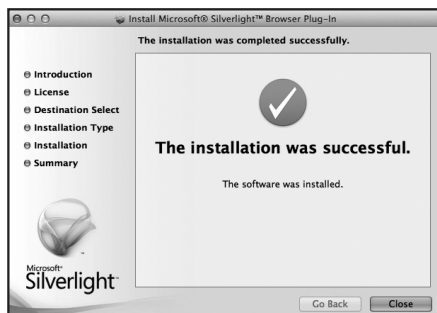 Install Microsoft® Silverlight™ Browser Plug-In
The installation was completed successfully.
Introduction
License
Destination Select
Installation Type
Installation
Summary
The installation was successful.
The software was installed.
Microsoft®
Silverlight™
Go Back
Close